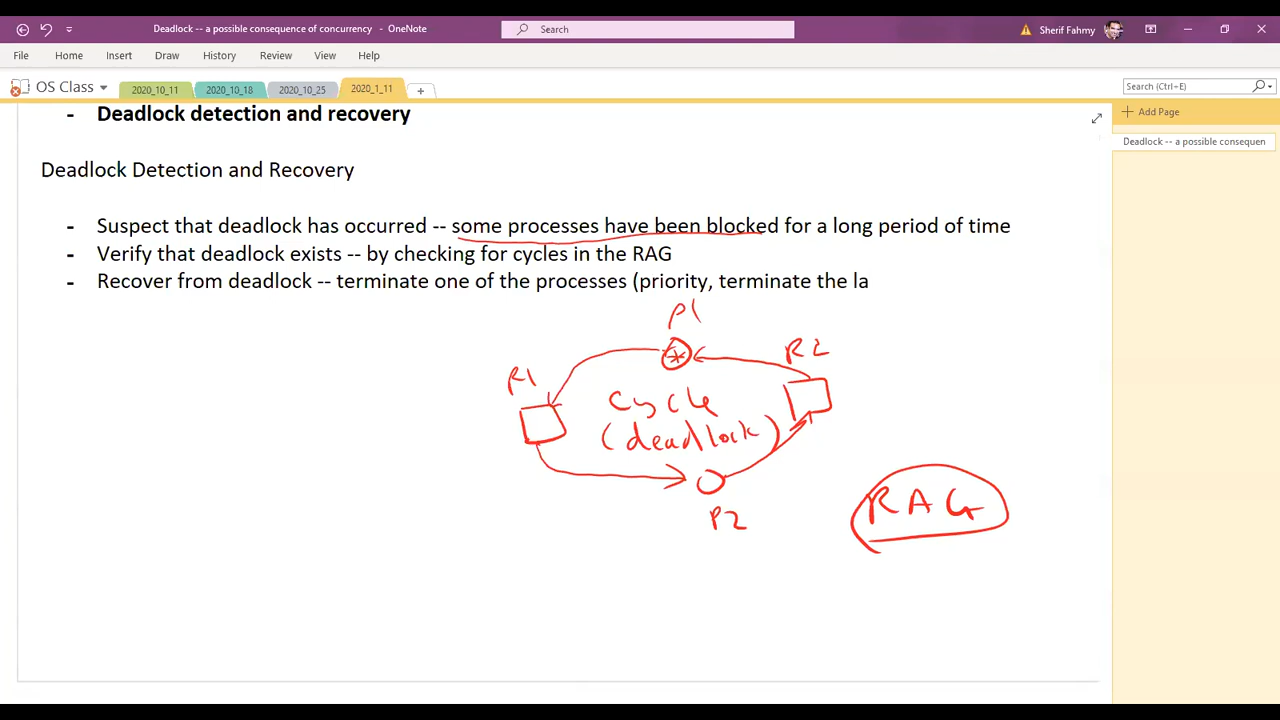 Deadlock -- a possible consequence of concurrency - OneNote
Search
Sherif Fahmy
File Home Insert Draw History Review View Help
OS Class
2020_10_11 2020_10_18 2020_10_25 2020_1_11
Search (Ctrl+E)
Add Page
Deadlock -- a possible consequen
- Deadlock detection and recovery
Deadlock Detection and Recovery
- Suspect that deadlock has occurred -- some processes have been blocked for a long period of time
- Verify that deadlock exists -- by checking for cycles in the RAG
- Recover from deadlock -- terminate one of the processes (priority, terminate the la
P1
R2
R1
cycle
(deadlock)
RAG
P2